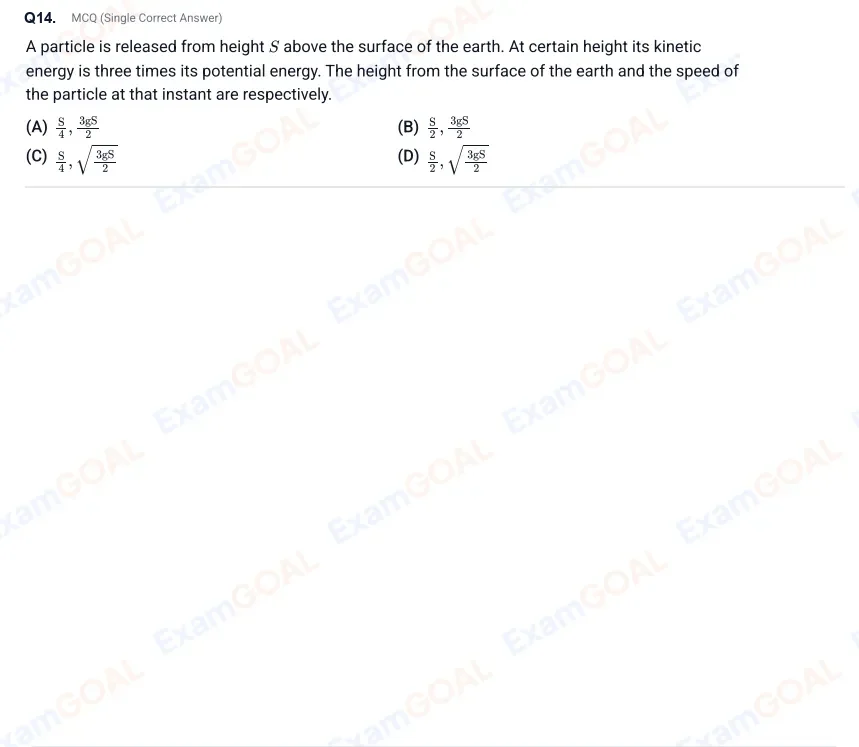 Q14. MCQ (Single Correct Answer)
A particle is released from height S above the surface of the earth. At certain height its kinetic
energy is three times its potential energy. The height from the surface of the earth and the speed of
the particle at that instant are respectively.
(A) S/4, 3gS/2 (B) S/2, 3gS/2
(C) S/4, √(3gS/2) (D) S/2, √(3gS/2)
ExamGOAL